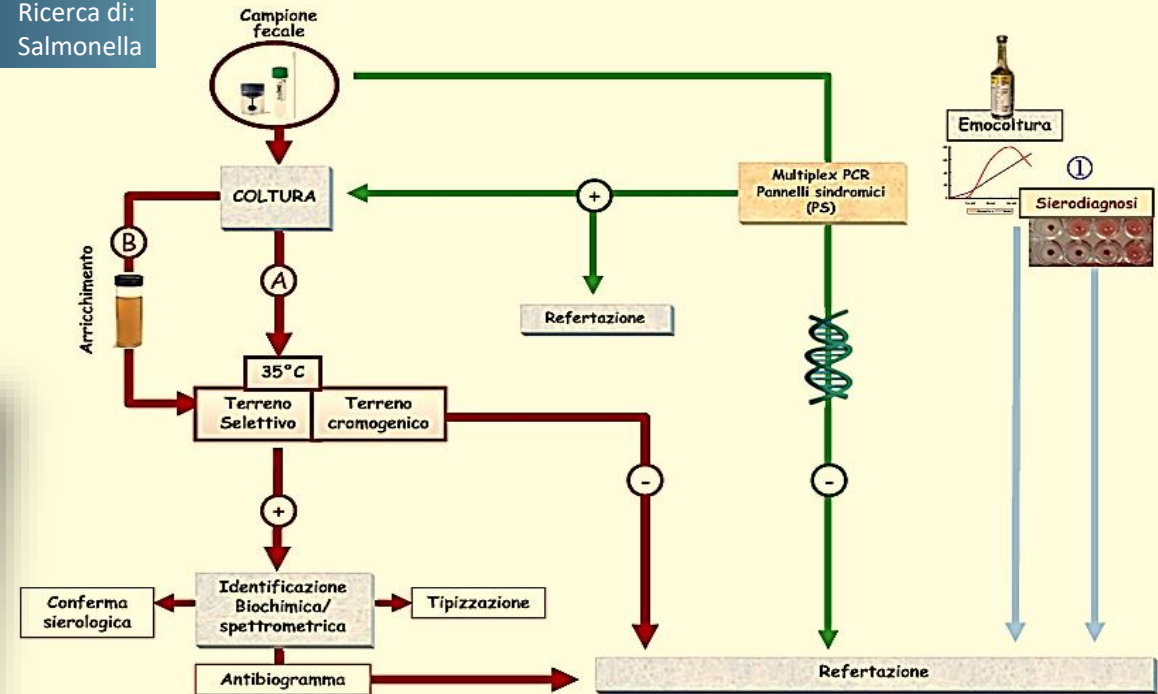 Ricerca di:
Salmonella
Campione
fecale
Emocoltura
①
Sierodiagnosi
COLTURA
+
Multiplex PCR
Pannelli sindromici
(PS)
B
Arricchimento
A
Refertazione
35°C
Terreno
Selettivo
Terreno
cromogenico
-
-
+
Identificazione
Biochimica/
spettrometrica
Conferma
sierologica
Tipizzazione
Antibiogramma
Refertazione